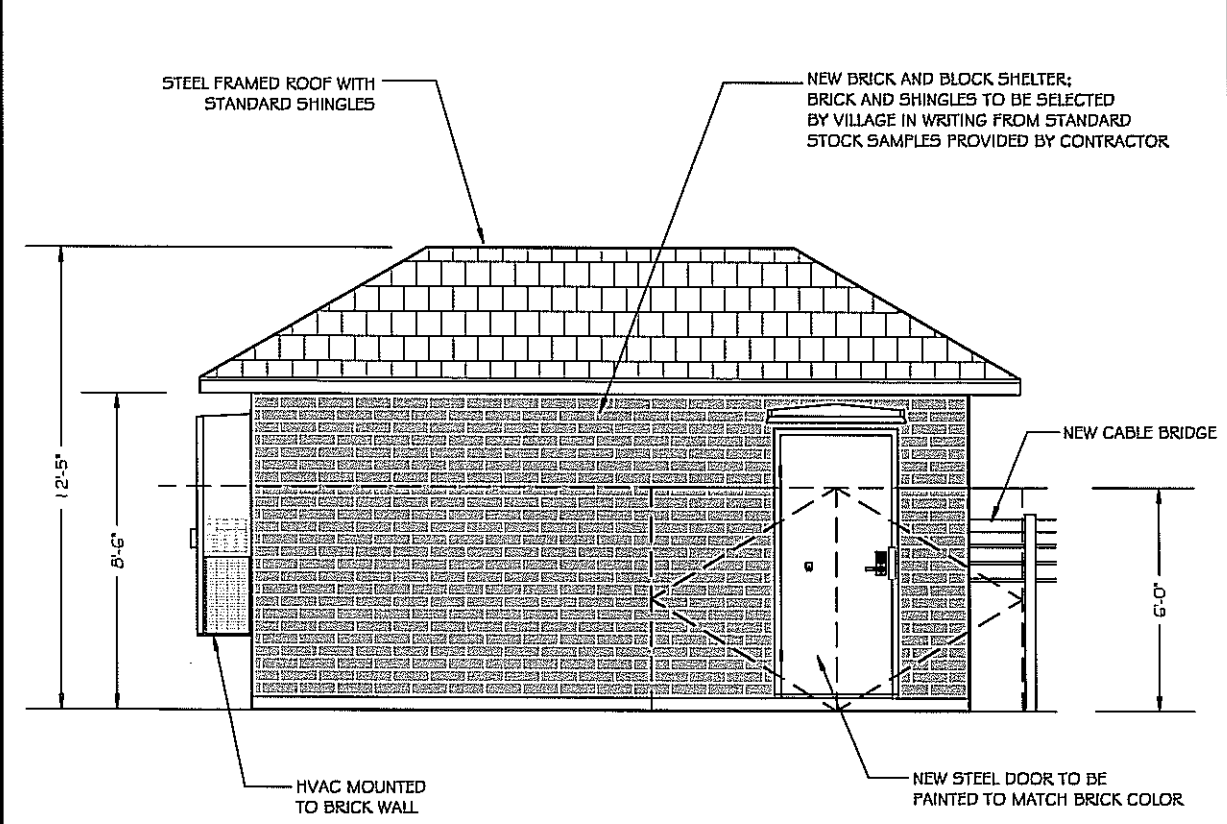 STEEL FRAMED ROOF WITH
STANDARD SHINGLES
NEW BRICK AND BLOCK SHELTER;
BRICK AND SHINGLES TO BE SELECTED
BY VILLAGE IN WRITING FROM STANDARD
STOCK SAMPLES PROVIDED BY CONTRACTOR
NEW CABLE BRIDGE
12'-5"
8'-6"
6'-0"
HVAC MOUNTED
TO BRICK WALL
NEW STEEL DOOR TO BE
PAINTED TO MATCH BRICK COLOR